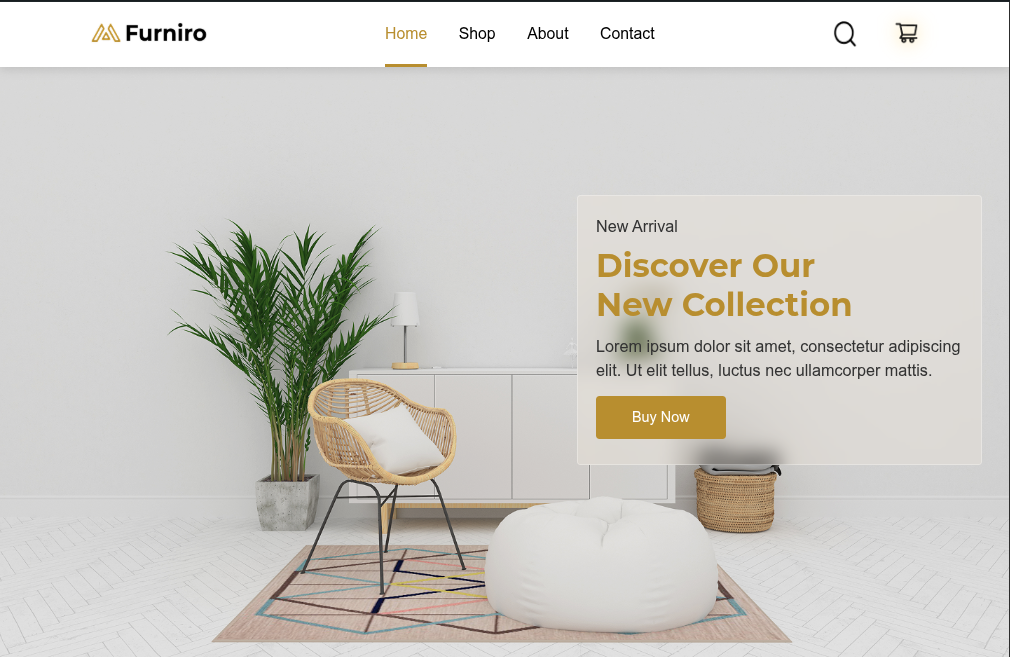 Furniro
Home Shop About Contact
New Arrival
Discover Our
New Collection
Lorem ipsum dolor sit amet, consectetur adipiscing
elit. Ut elit tellus, luctus nec ullamcorper mattis.
Buy Now